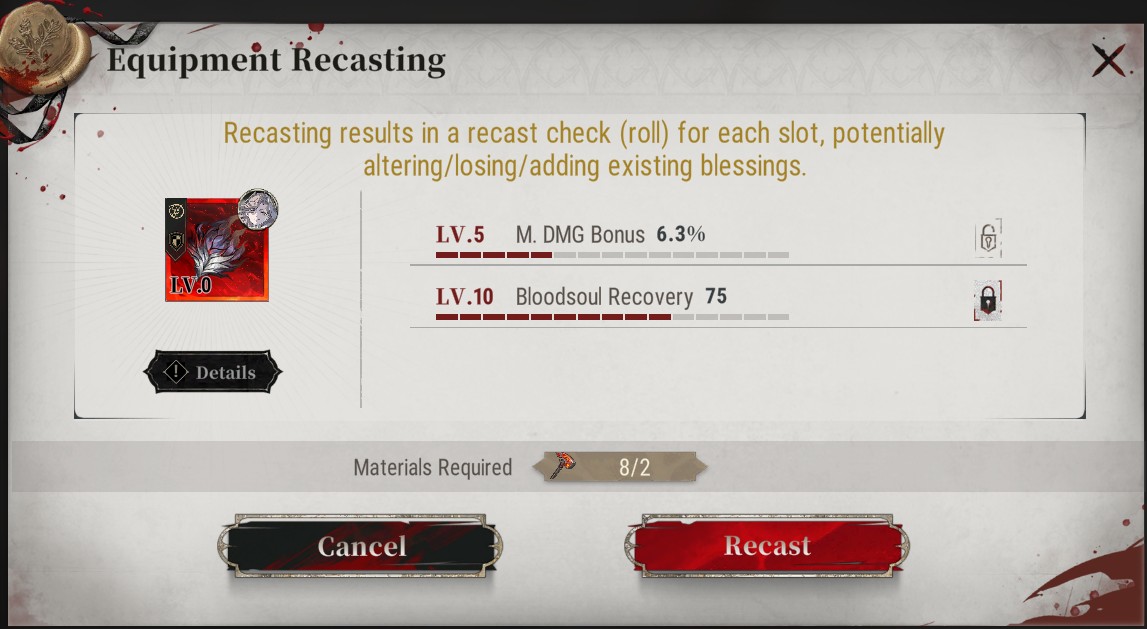 Equipment Recasting
Recasting results in a recast check (roll) for each slot, potentially
altering/losing/adding existing blessings.
LV.5 M. DMG Bonus 6.3%
LV.0
LV.10 Bloodsoul Recovery 75
Details
Materials Required 8/2
Cancel Recast